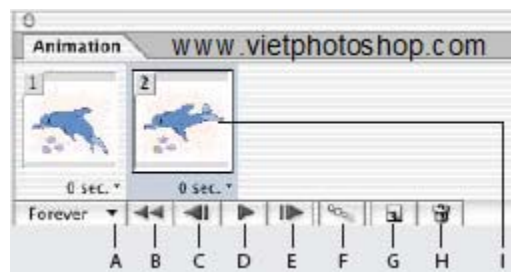 Animation
www.vietphotoshop.com
1 2
0 sec. 0 sec.
Forever
A B C D E F G H I